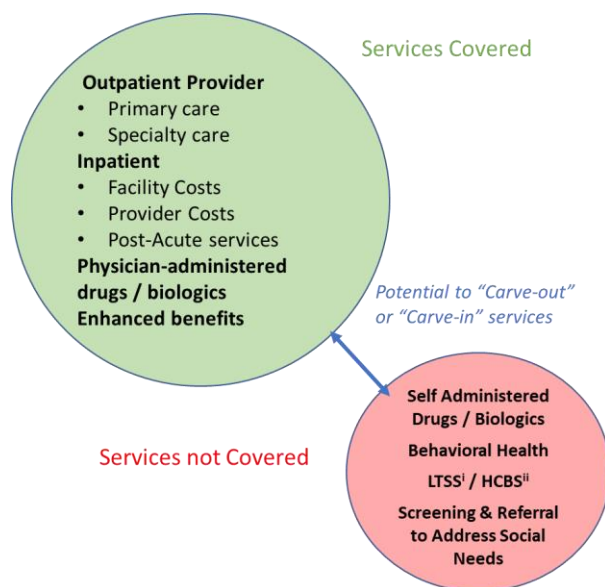 Services Covered
Outpatient Provider
• Primary care
• Specialty care
Inpatient
• Facility Costs
• Provider Costs
• Post-Acute services
Physician-administered
drugs / biologics
Enhanced benefits
Potential to “Carve-out”
or “Carve-in” services
Services not Covered
Self Administered
Drugs / Biologics
Behavioral Health
LTSSⁱ / HCBSⁱⁱ
Screening & Referral
to Address Social
Needs